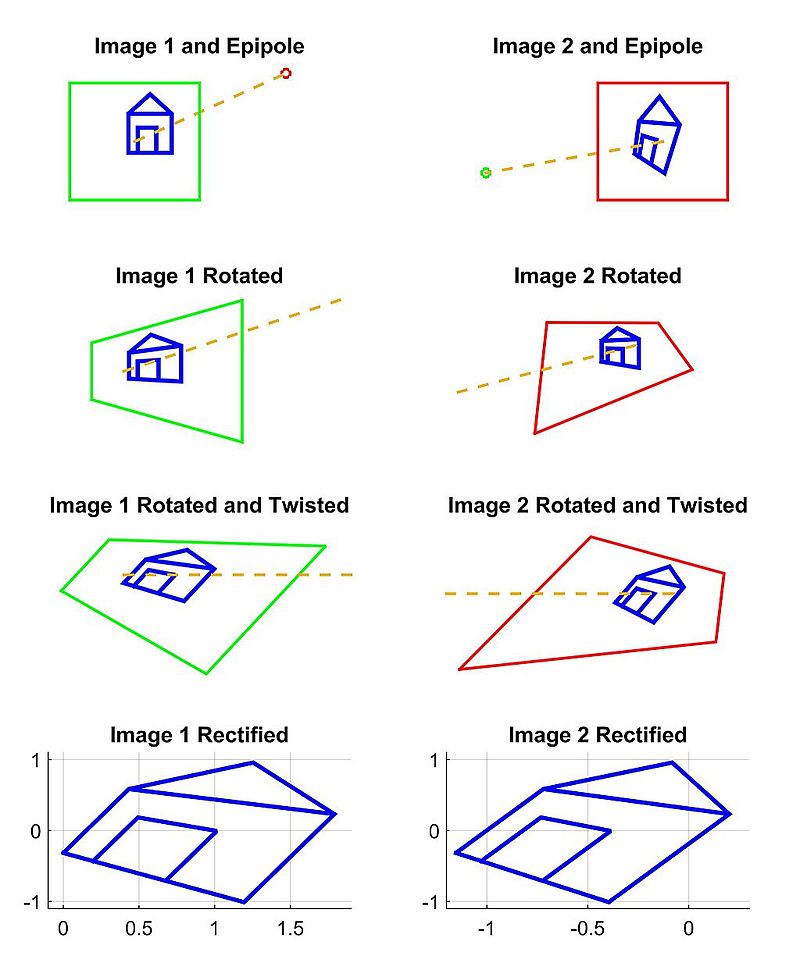 Image 1 and Epipole
Image 2 and Epipole
Image 1 Rotated
Image 2 Rotated
Image 1 Rotated and Twisted
Image 2 Rotated and Twisted
Image 1 Rectified
Image 2 Rectified
1
0
-1
0
0.5
1
1.5
1
0
-1
-1
-0.5
0